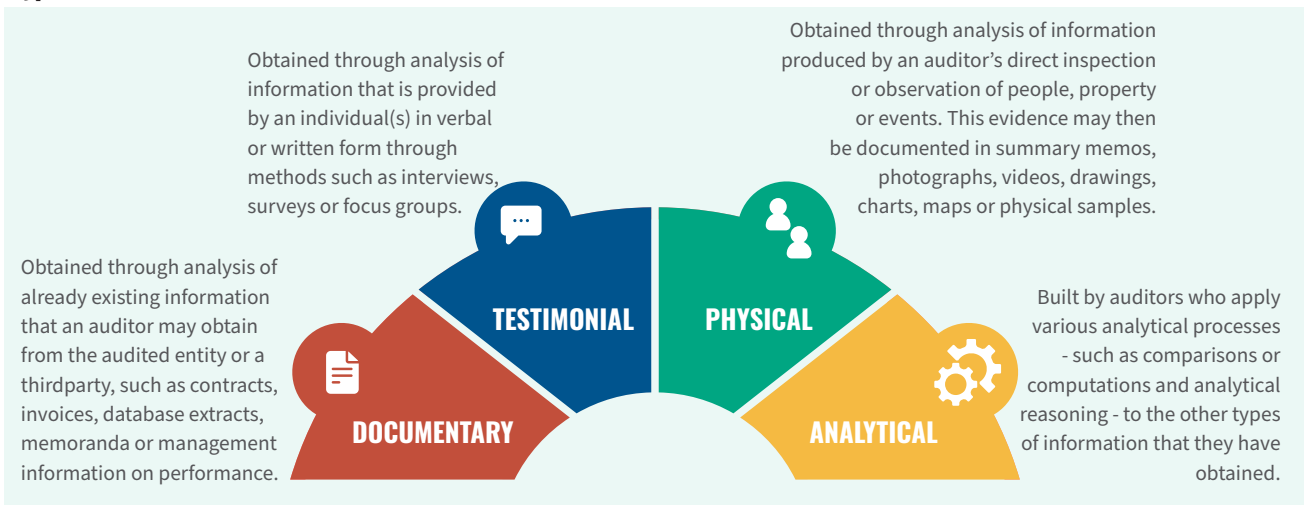 Obtained through analysis of
already existing information
that an auditor may obtain
from the audited entity or a
thirdparty, such as contracts,
invoices, database extracts,
memoranda or management
information on performance.
DOCUMENTARY
Obtained through analysis of
information that is provided
by an individual(s) in verbal
or written form through
methods such as interviews,
surveys or focus groups.
TESTIMONIAL
Obtained through analysis of information
produced by an auditor’s direct inspection
or observation of people, property
or events. This evidence may then
be documented in summary memos,
photographs, videos, drawings,
charts, maps or physical samples.
PHYSICAL
Built by auditors who apply
various analytical processes
- such as comparisons or
computations and analytical
reasoning - to the other types
of information that they have
obtained.
ANALYTICAL